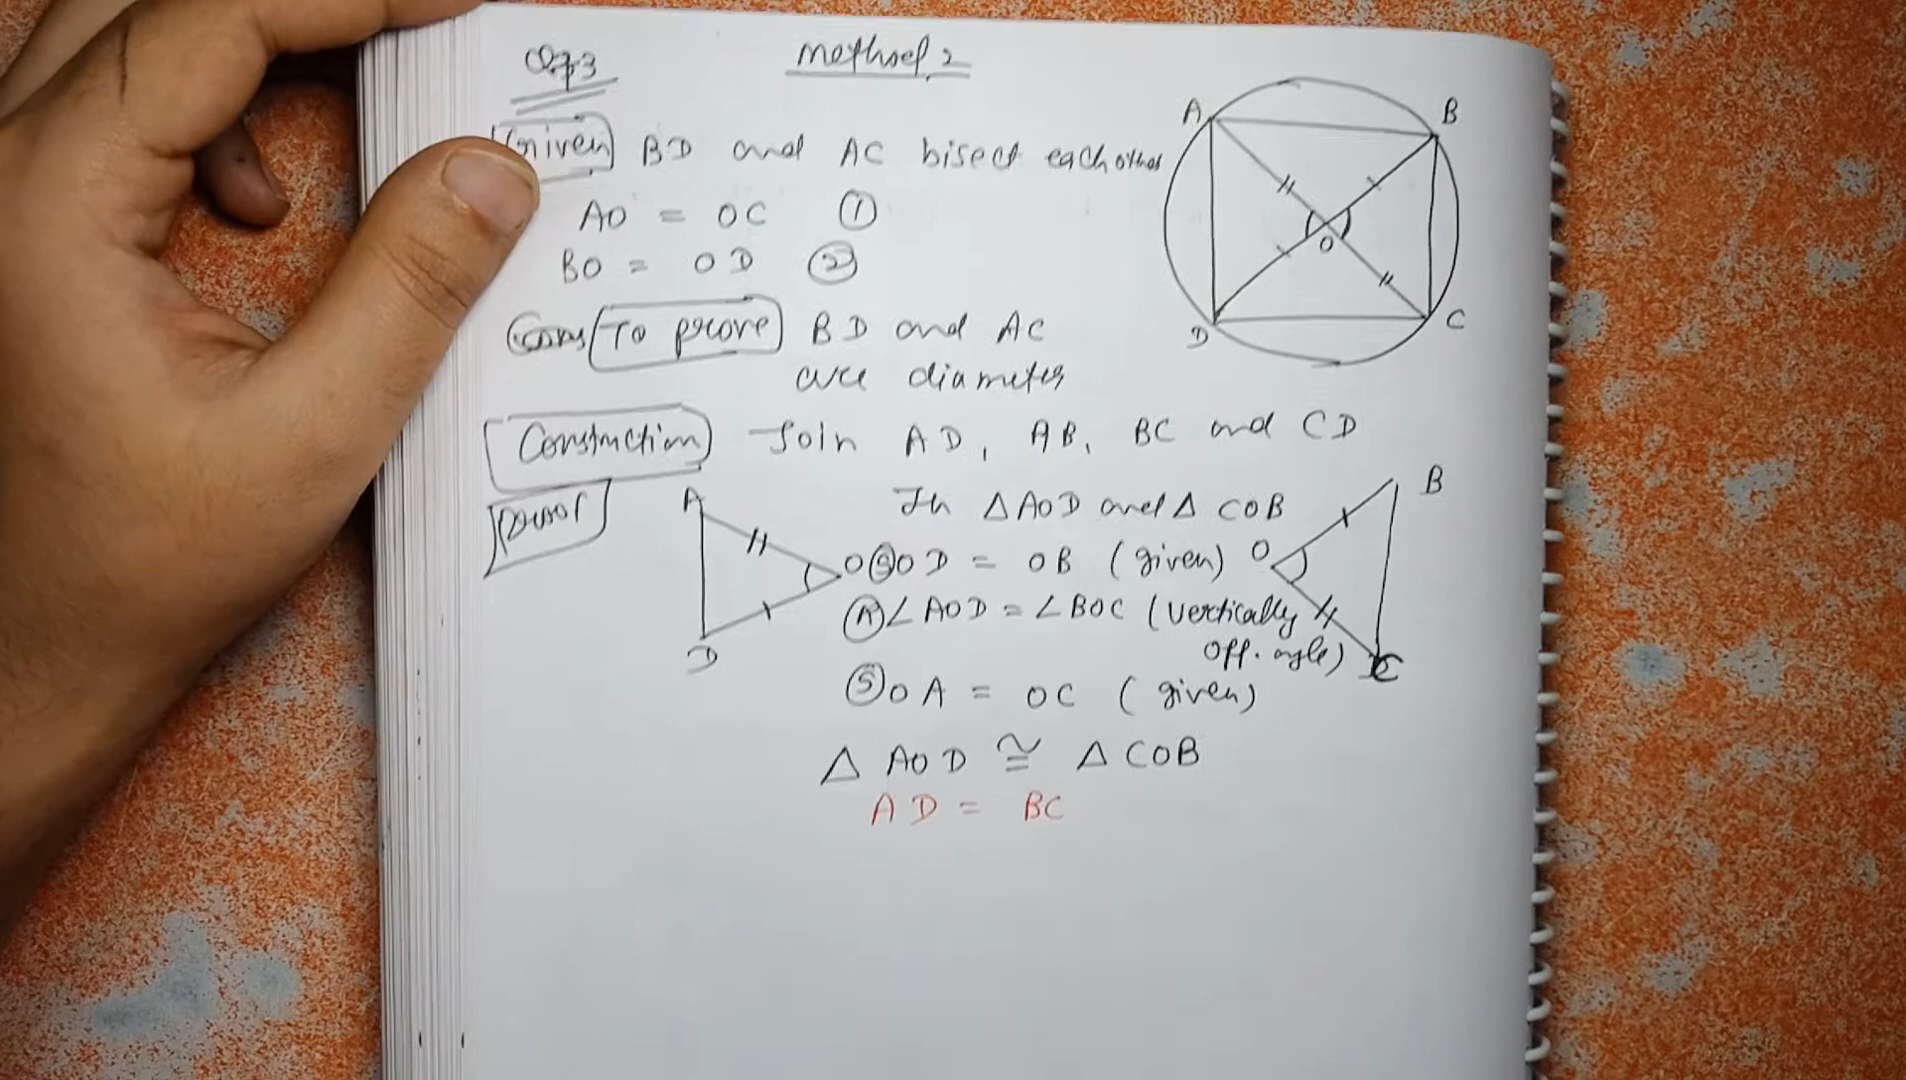 Q 3
method 2
Given BD and AC bisect each other
AO = OC ①
BO = OD ②
Cons To prove BD and AC
are diameter
Construction Join AD, AB, BC and CD
proof
In △AOD and △ COB
Ⓢ OD = OB (given)
Ⓐ ∠AOD = ∠BOC (vertically
opp. angle)
Ⓢ OA = OC (given)
△ AOD ≅ △ COB
AD = BC
A
B
O
D
C
A
O
D
B
O
C